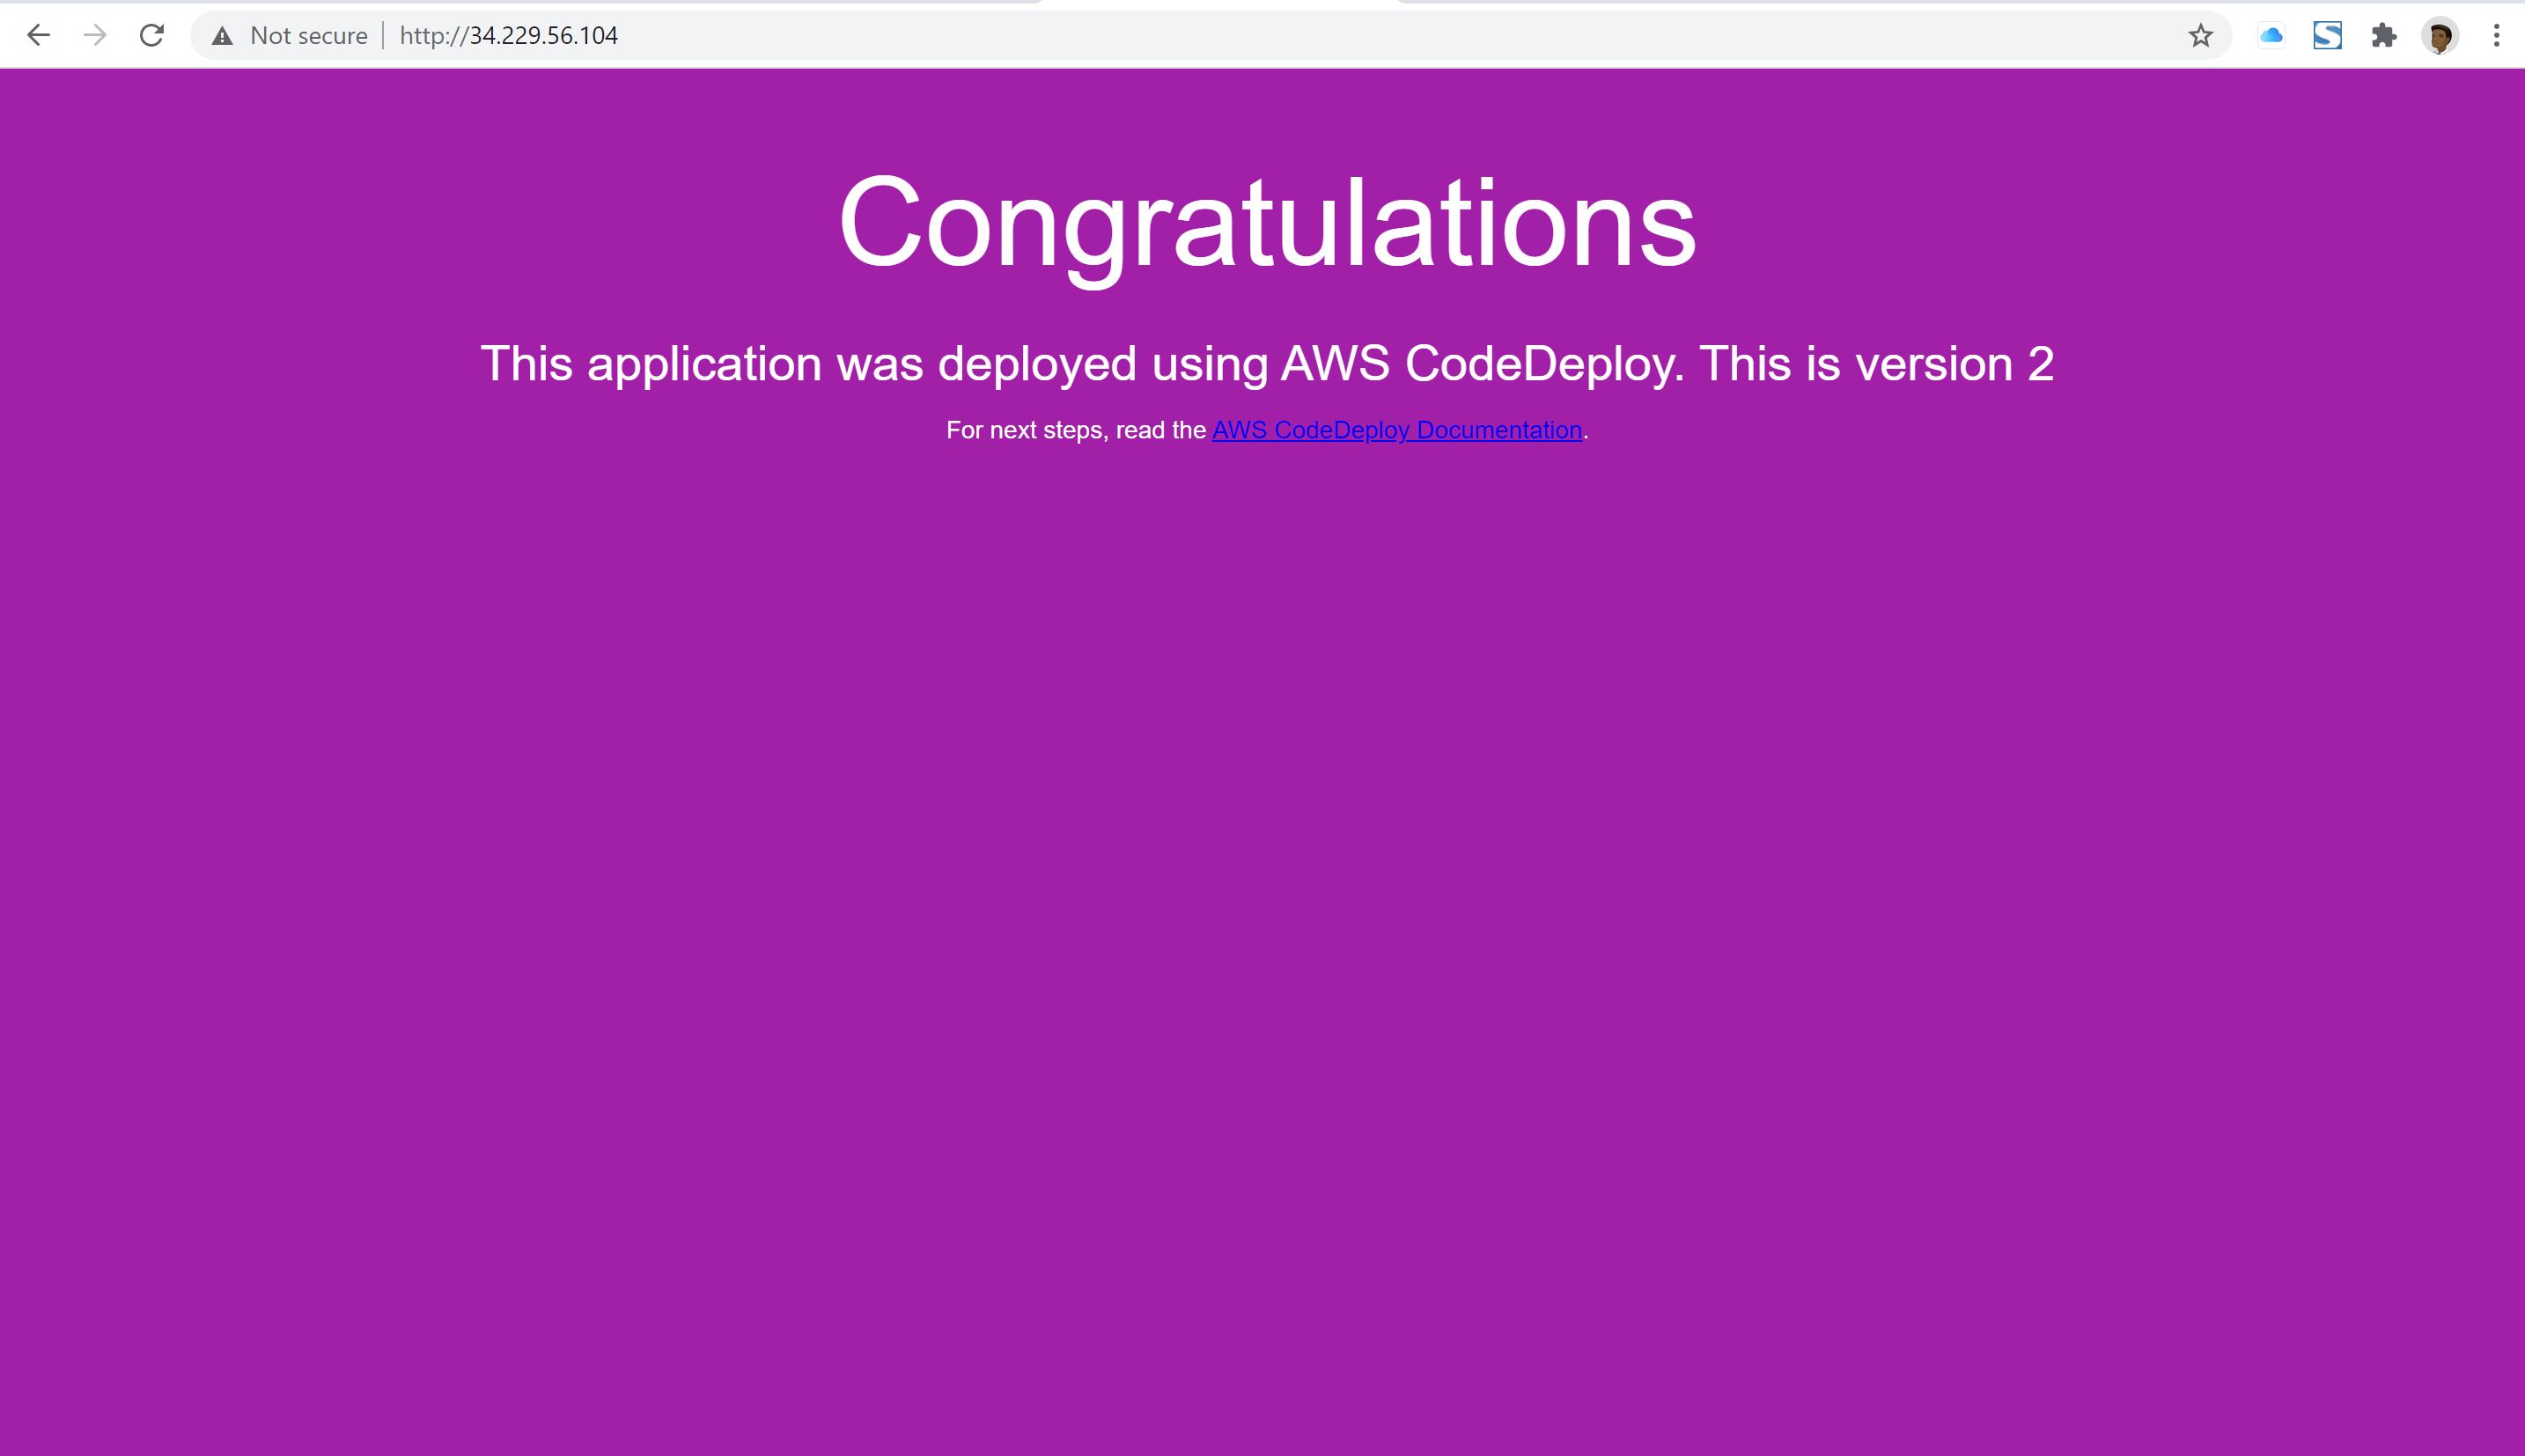 Not secure http://34.229.56.104
Congratulations
This application was deployed using AWS CodeDeploy. This is version 2
For next steps, read the AWS CodeDeploy Documentation.